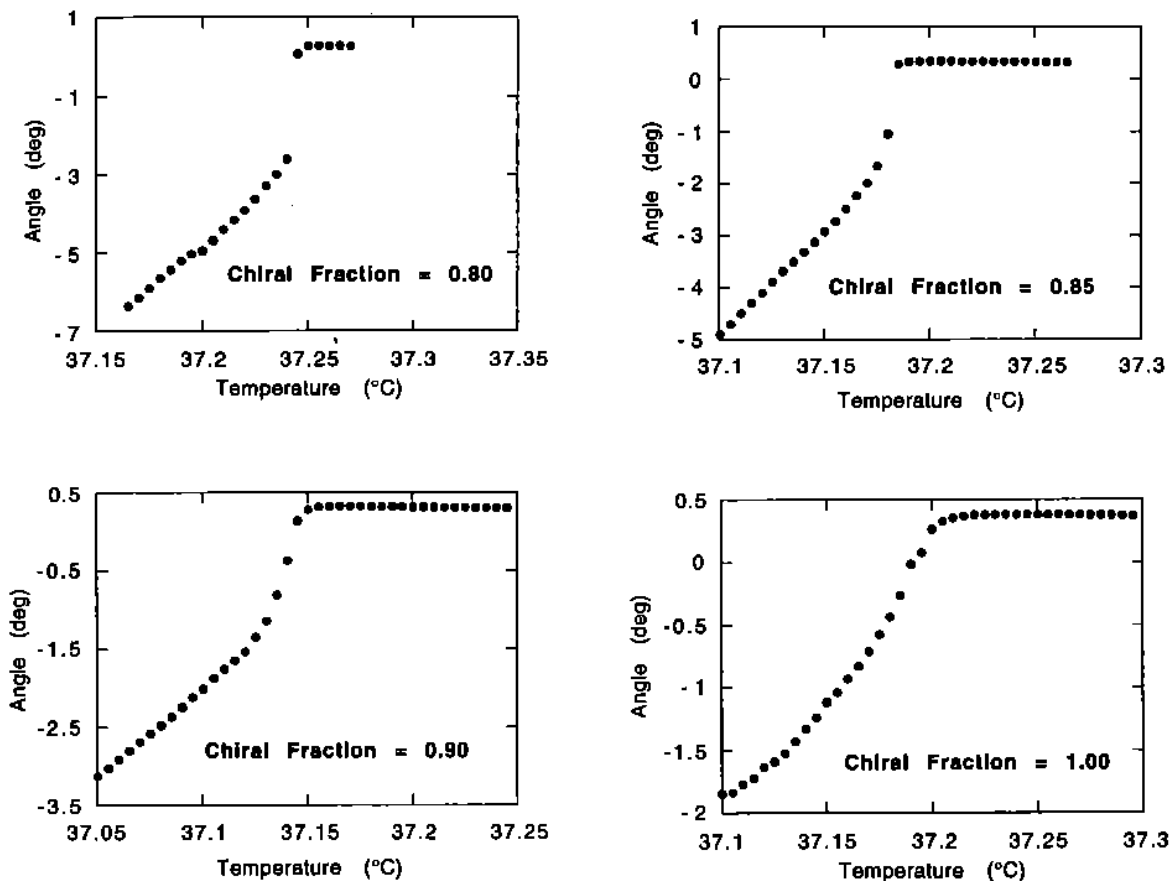 1
-1
-3
-5
-7
Angle (deg)
Chiral Fraction = 0.80
37.15 37.2 37.25 37.3 37.35
Temperature (°C)
1
0
-1
-2
-3
-4
-5
Angle (deg)
Chiral Fraction = 0.85
37.1 37.15 37.2 37.25 37.3
Temperature (°C)
0.5
-0.5
-1.5
-2.5
-3.5
Angle (deg)
Chiral Fraction = 0.90
37.05 37.1 37.15 37.2 37.25
Temperature (°C)
0.5
0
-0.5
-1
-1.5
-2
Angle (deg)
Chiral Fraction = 1.00
37.1 37.15 37.2 37.25 37.3
Temperature (°C)